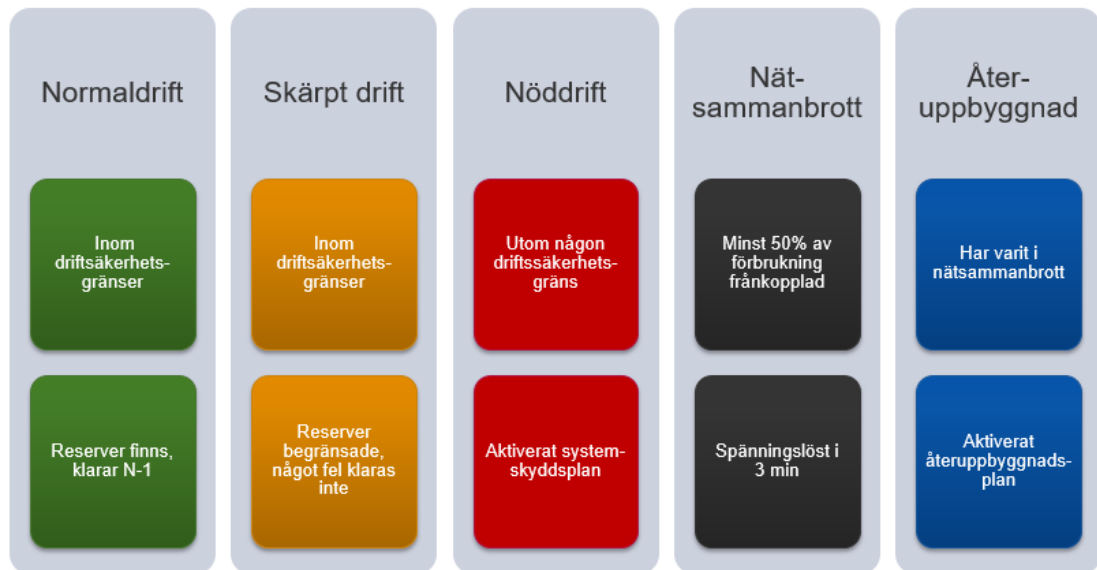 Normaldrift
Inom
driftsäkerhets-
gränser
Reserver finns,
klarar N-1
Skärpt drift
Inom
driftsäkerhets-
gränser
Reserver
begränsade,
något fel klaras
inte
Nöddrift
Utom någon
driftssäkerhets-
gräns
Aktiverat system-
skyddsplan
Nät-
sammanbrott
Minst 50% av
förbrukning
frånkopplad
Spänningslöst i
3 min
Åter-
uppbyggnad
Har varit i
nätsammanbrott
Aktiverat
återuppbyggnads-
plan